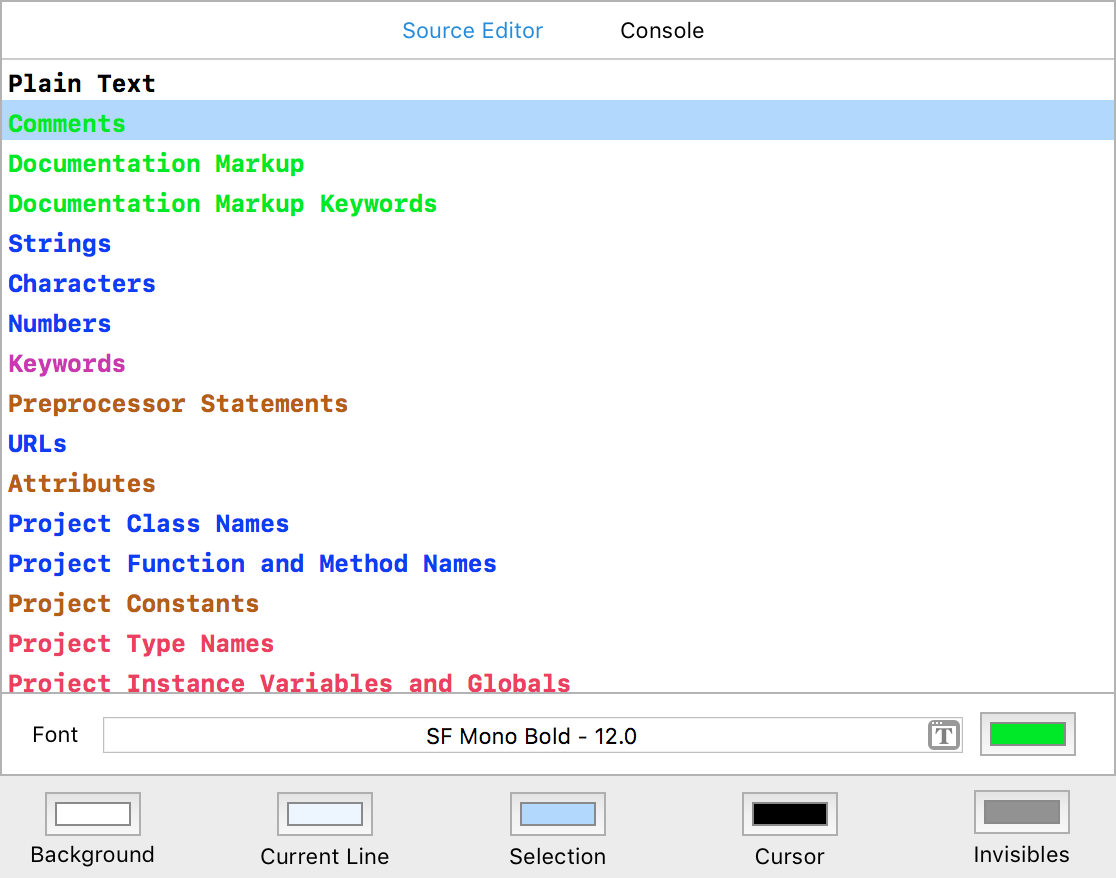 Source Editor Console
Plain Text
Comments
Documentation Markup
Documentation Markup Keywords
Strings
Characters
Numbers
Keywords
Preprocessor Statements
URLs
Attributes
Project Class Names
Project Function and Method Names
Project Constants
Project Type Names
Project Instance Variables and Globals
Font SF Mono Bold - 12.0 T
Background Current Line Selection Cursor Invisibles